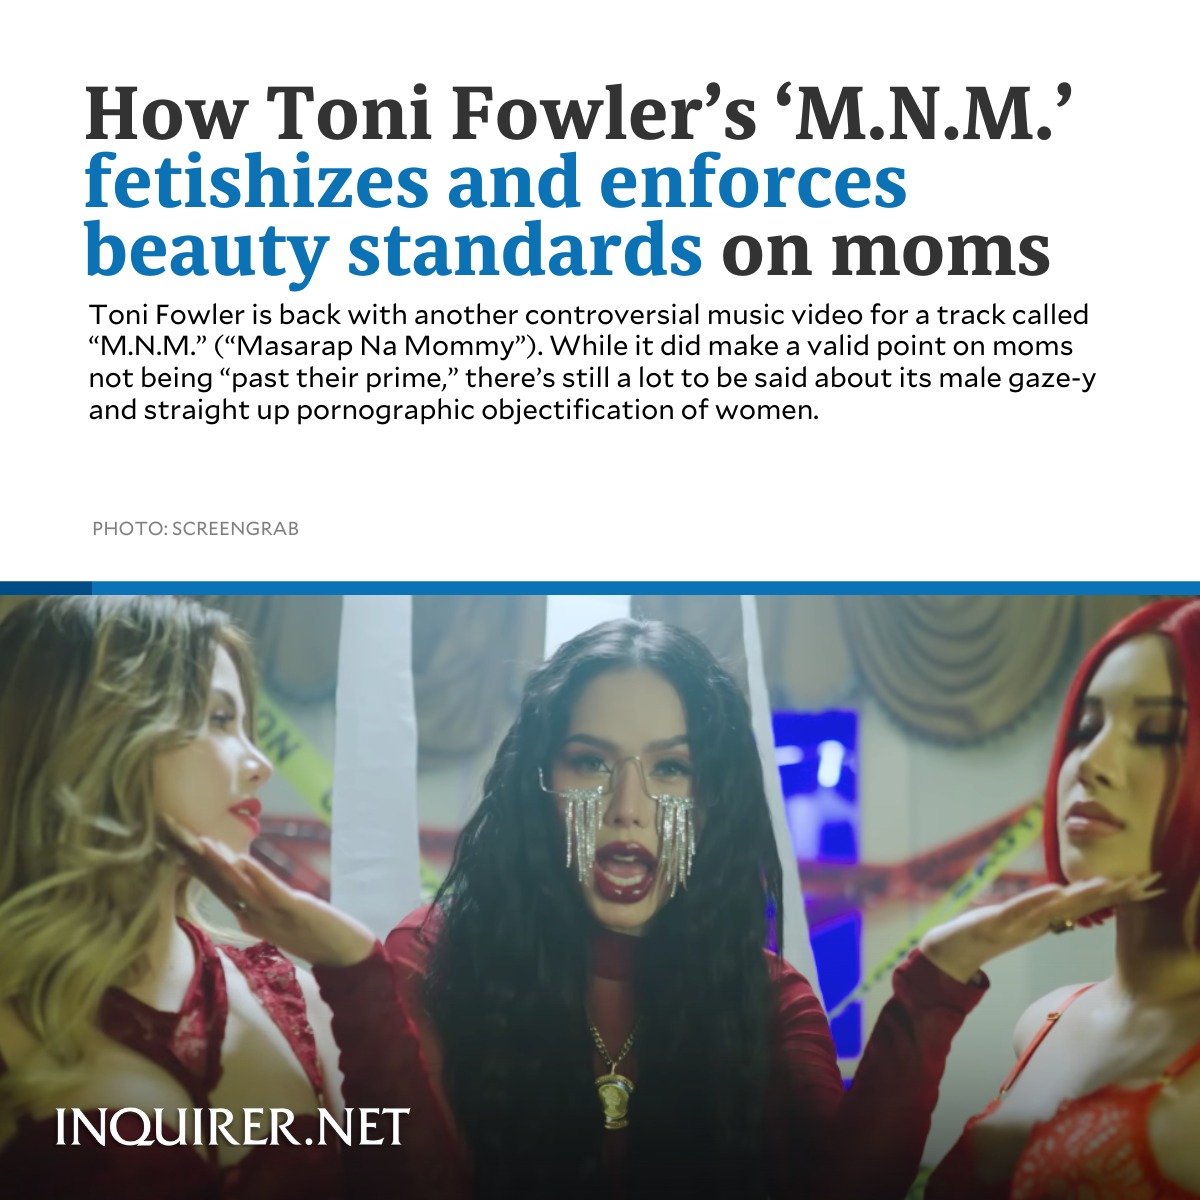 How Toni Fowler’s ‘M.N.M.’
fetishizes and enforces
beauty standards on moms
Toni Fowler is back with another controversial music video for a track called
“M.N.M.” (“Masarap Na Mommy”). While it did make a valid point on moms
not being “past their prime,” there’s still a lot to be said about its male gaze-y
and straight up pornographic objectification of women.
PHOTO: SCREENGRAB
INQUIRER.NET